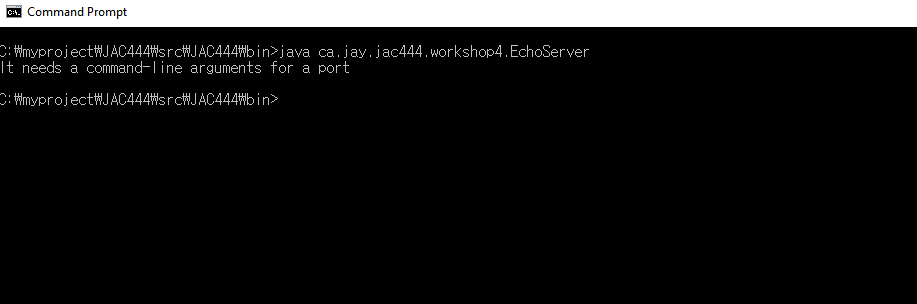 Command Prompt
C:₩myproject₩JAC444₩src₩JAC444₩bin>java ca.jay.jac444.workshop4.EchoServer
It needs a command-line arguments for a port
C:₩myproject₩JAC444₩src₩JAC444₩bin>